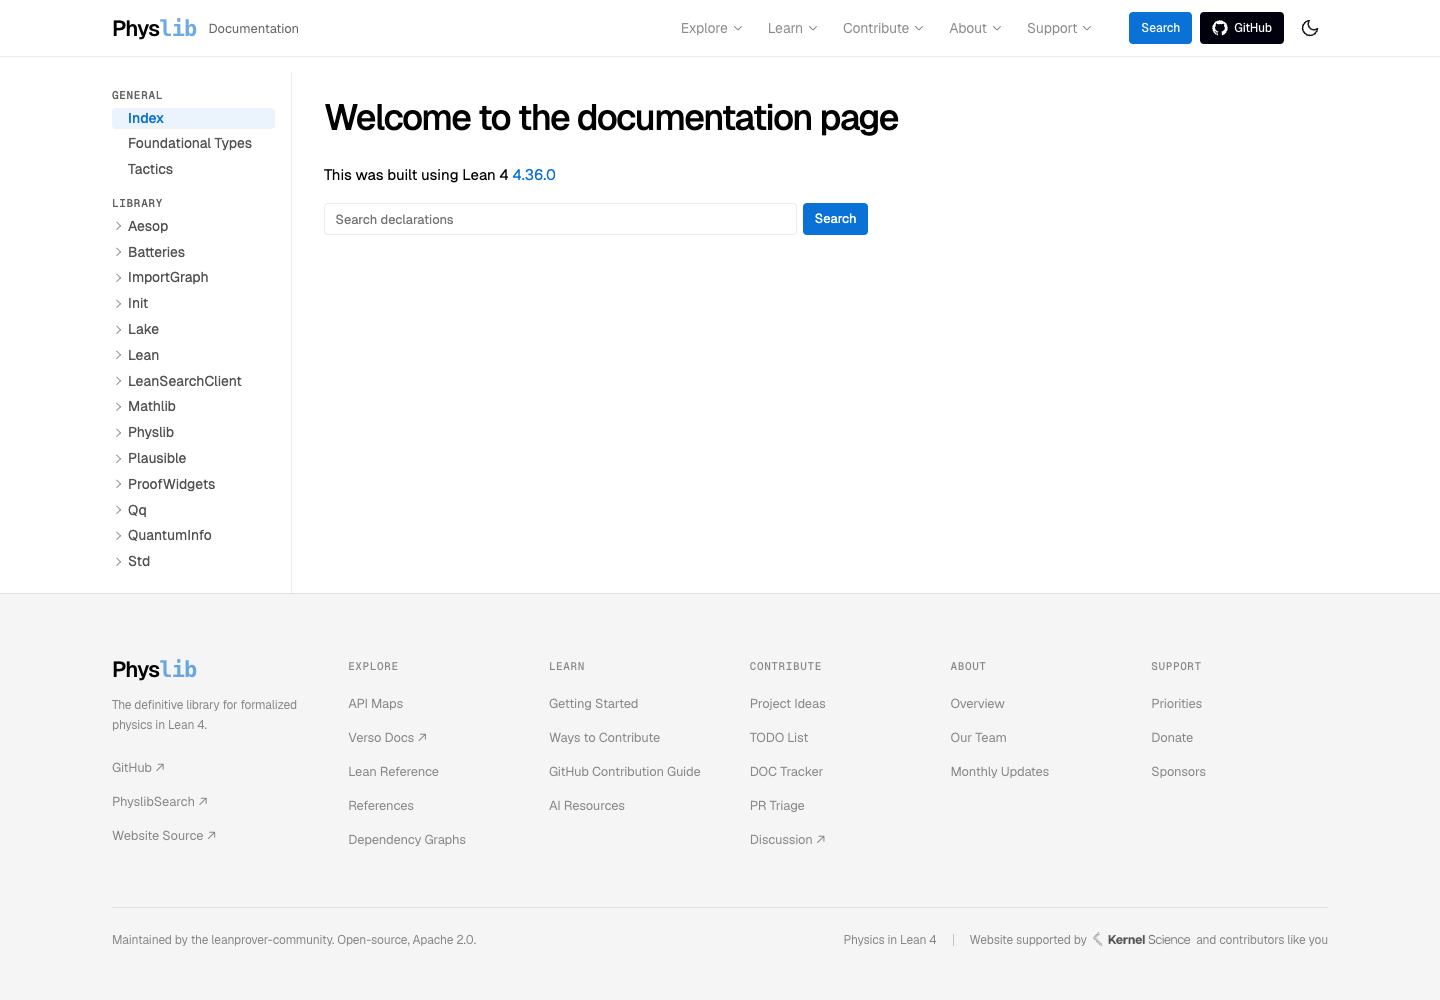 Physlib Documentation Explore Learn Contribute About Support Search GitHub
GENERAL
Index
Foundational Types
Tactics
LIBRARY
Aesop
Batteries
ImportGraph
Init
Lake
Lean
LeanSearchClient
Mathlib
Physlib
Plausible
ProofWidgets
Qq
QuantumInfo
Std
Welcome to the documentation page
This was built using Lean 4 4.36.0
Search declarations Search
Physlib
The definitive library for formalized
physics in Lean 4.
GitHub ↗
PhyslibSearch ↗
Website Source ↗
EXPLORE
API Maps
Verso Docs ↗
Lean Reference
References
Dependency Graphs
LEARN
Getting Started
Ways to Contribute
GitHub Contribution Guide
AI Resources
CONTRIBUTE
Project Ideas
TODO List
DOC Tracker
PR Triage
Discussion ↗
ABOUT
Overview
Our Team
Monthly Updates
SUPPORT
Priorities
Donate
Sponsors
Maintained by the leanprover-community. Open-source, Apache 2.0.
Physics in Lean 4 | Website supported by Kernel Science and contributors like you